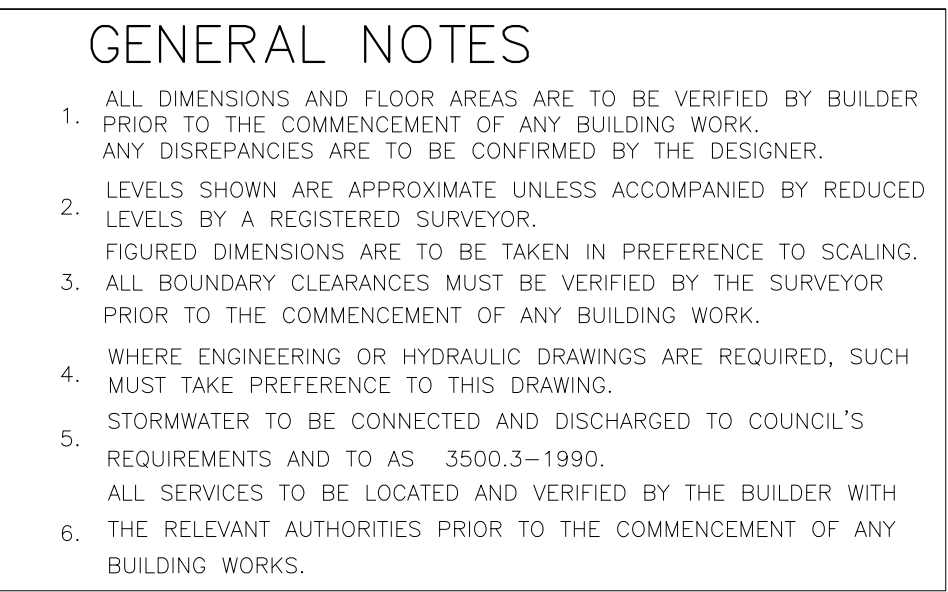 GENERAL NOTES
ALL DIMENSIONS AND FLOOR AREAS ARE TO BE VERIFIED BY BUILDER
1. PRIOR TO THE COMMENCEMENT OF ANY BUILDING WORK.
ANY DISREPANCIES ARE TO BE CONFIRMED BY THE DESIGNER.
LEVELS SHOWN ARE APPROXIMATE UNLESS ACCOMPANIED BY REDUCED
2. LEVELS BY A REGISTERED SURVEYOR.
FIGURED DIMENSIONS ARE TO BE TAKEN IN PREFERENCE TO SCALING.
3. ALL BOUNDARY CLEARANCES MUST BE VERIFIED BY THE SURVEYOR
PRIOR TO THE COMMENCEMENT OF ANY BUILDING WORK.
WHERE ENGINEERING OR HYDRAULIC DRAWINGS ARE REQUIRED, SUCH
4. MUST TAKE PREFERENCE TO THIS DRAWING.
STORMWATER TO BE CONNECTED AND DISCHARGED TO COUNCIL'S
5. REQUIREMENTS AND TO AS 3500.3-1990.
ALL SERVICES TO BE LOCATED AND VERIFIED BY THE BUILDER WITH
6. THE RELEVANT AUTHORITIES PRIOR TO THE COMMENCEMENT OF ANY
BUILDING WORKS.